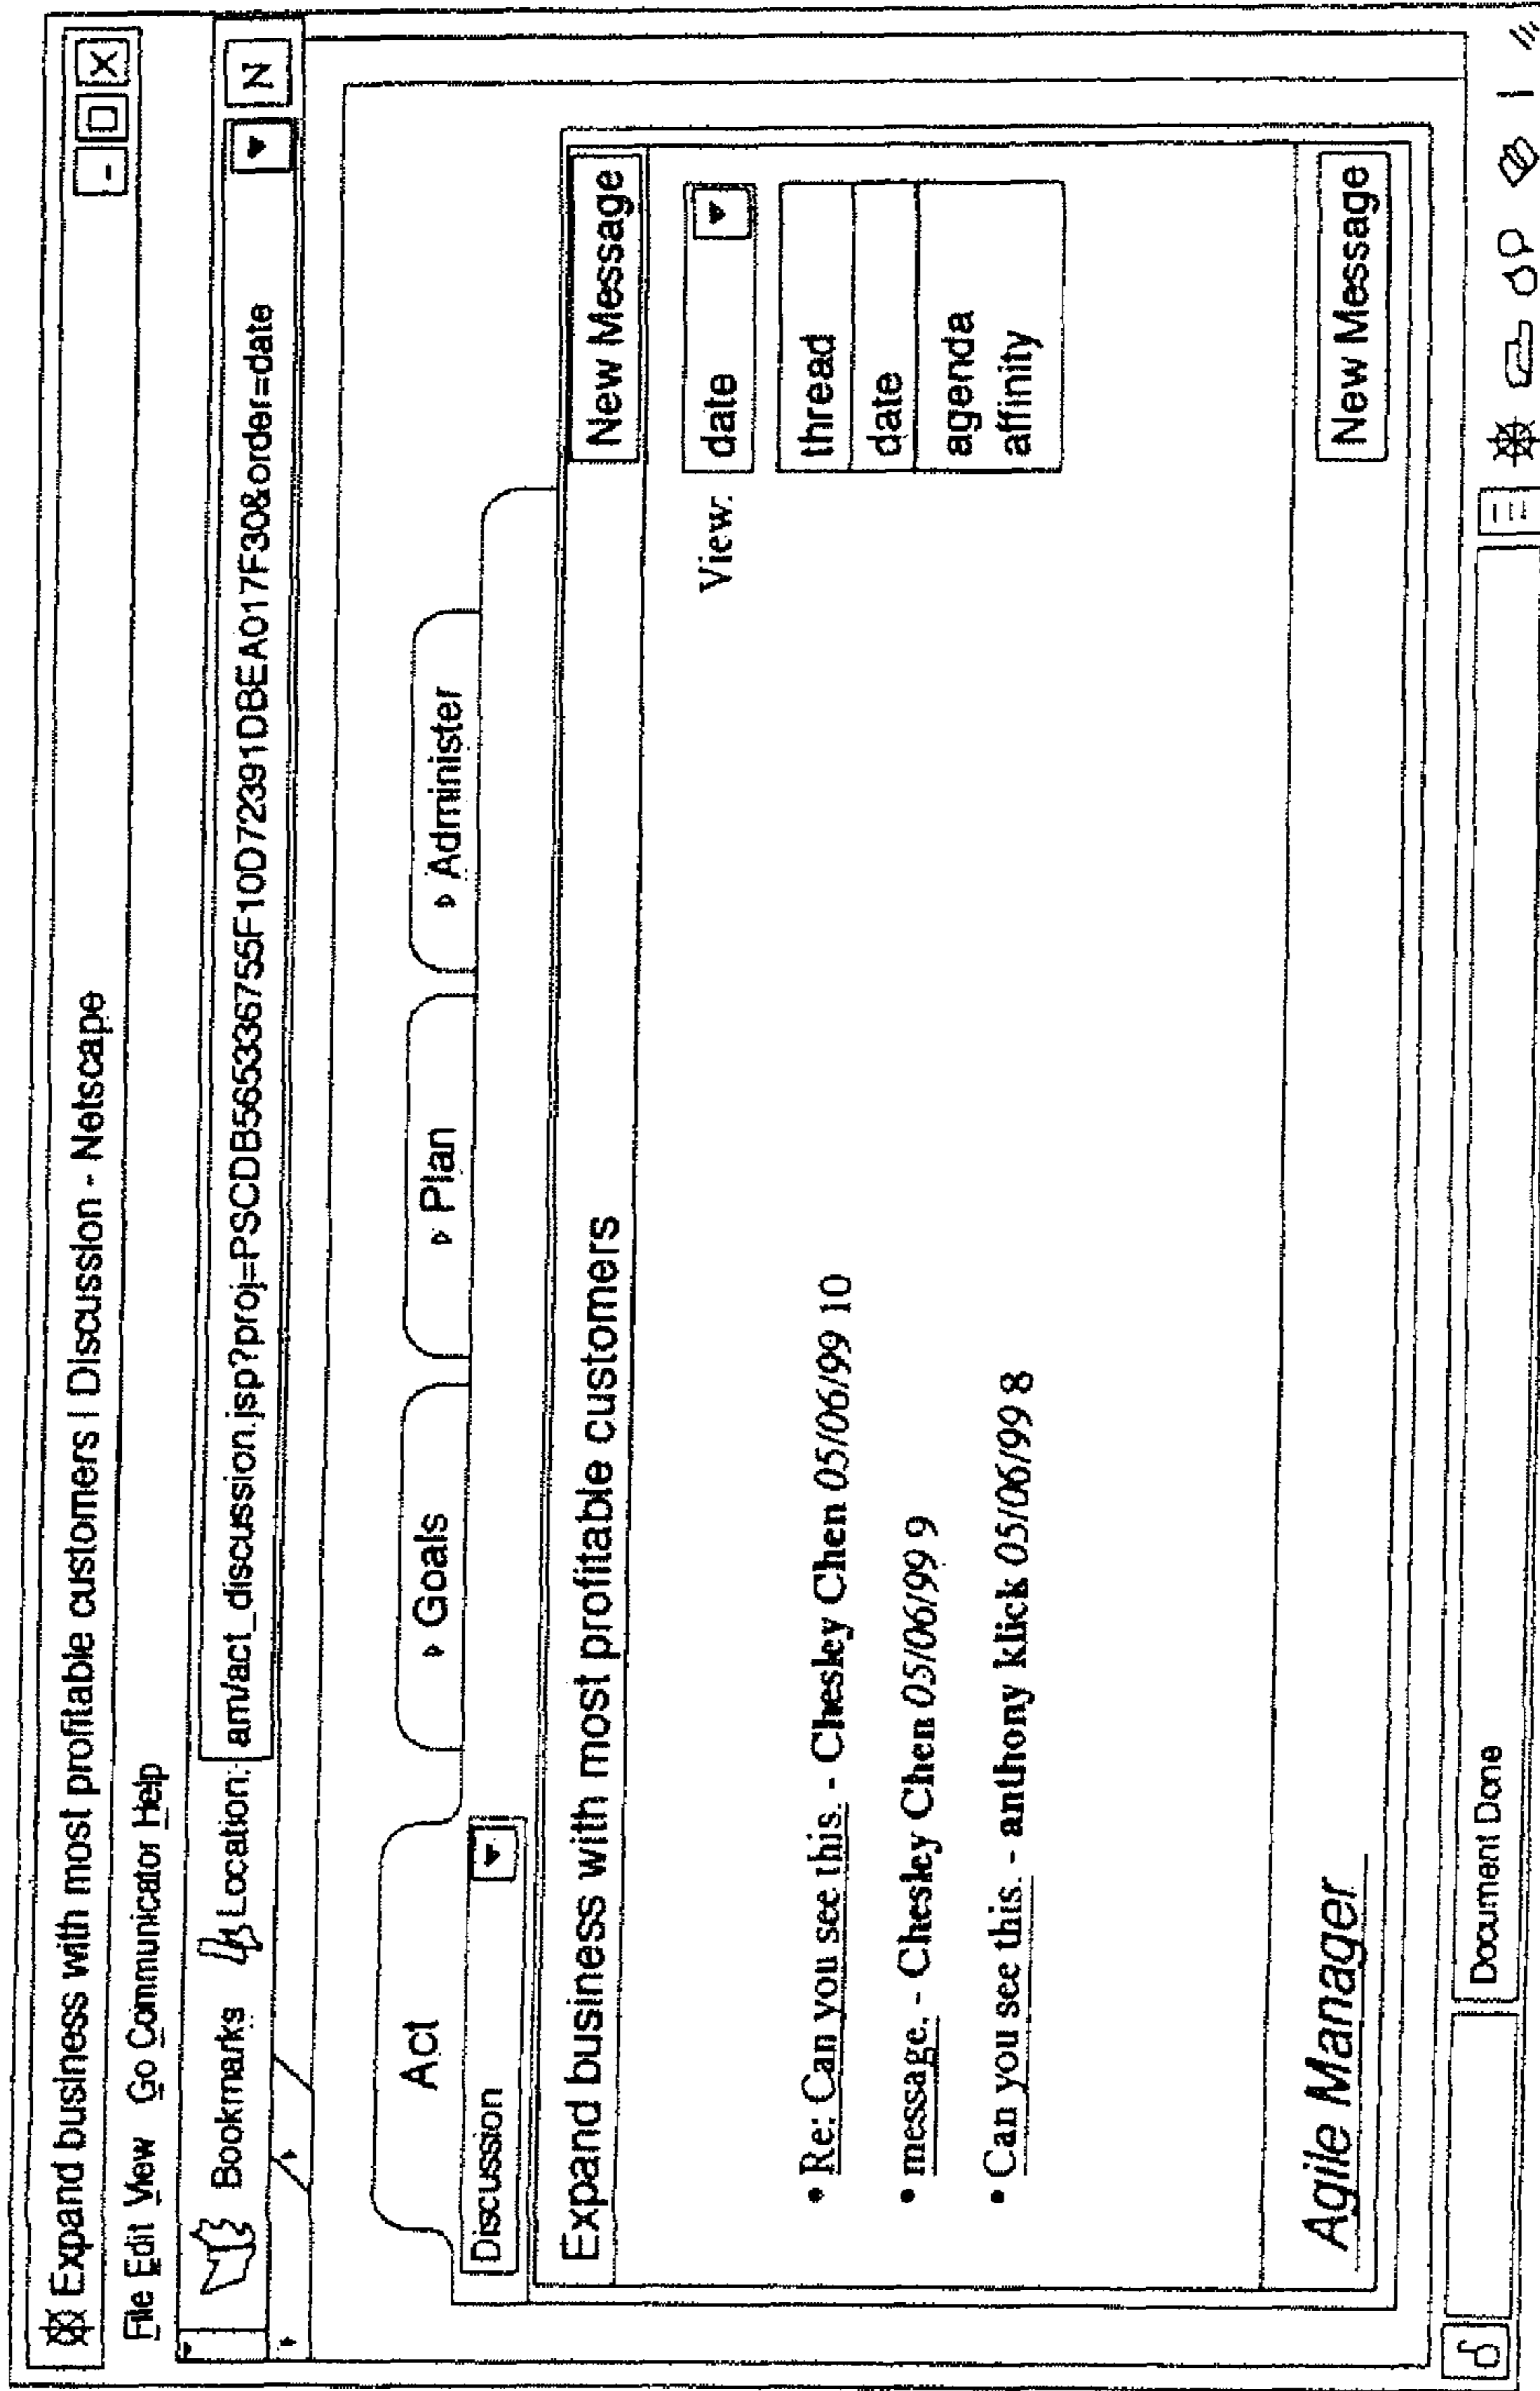 Expand business with most profitable customers | Discussion - Netscape
File Edit View Go Communicator Help
Bookmarks Location: am/act_discussion.jsp?proj=PSCDB565336755F10D72391DBEA017F30&order=date N
Act Goals Plan Administer
Discussion
Expand business with most profitable customers New Message
View: date
• Re: Can you see this. - Chesley Chen 05/06/99 10 thread
• message. - Chesley Chen 05/06/99 9 date
agenda
• Can you see this. - anthony klick 05/06/99 8 affinity
Agile Manager New Message
Document Done